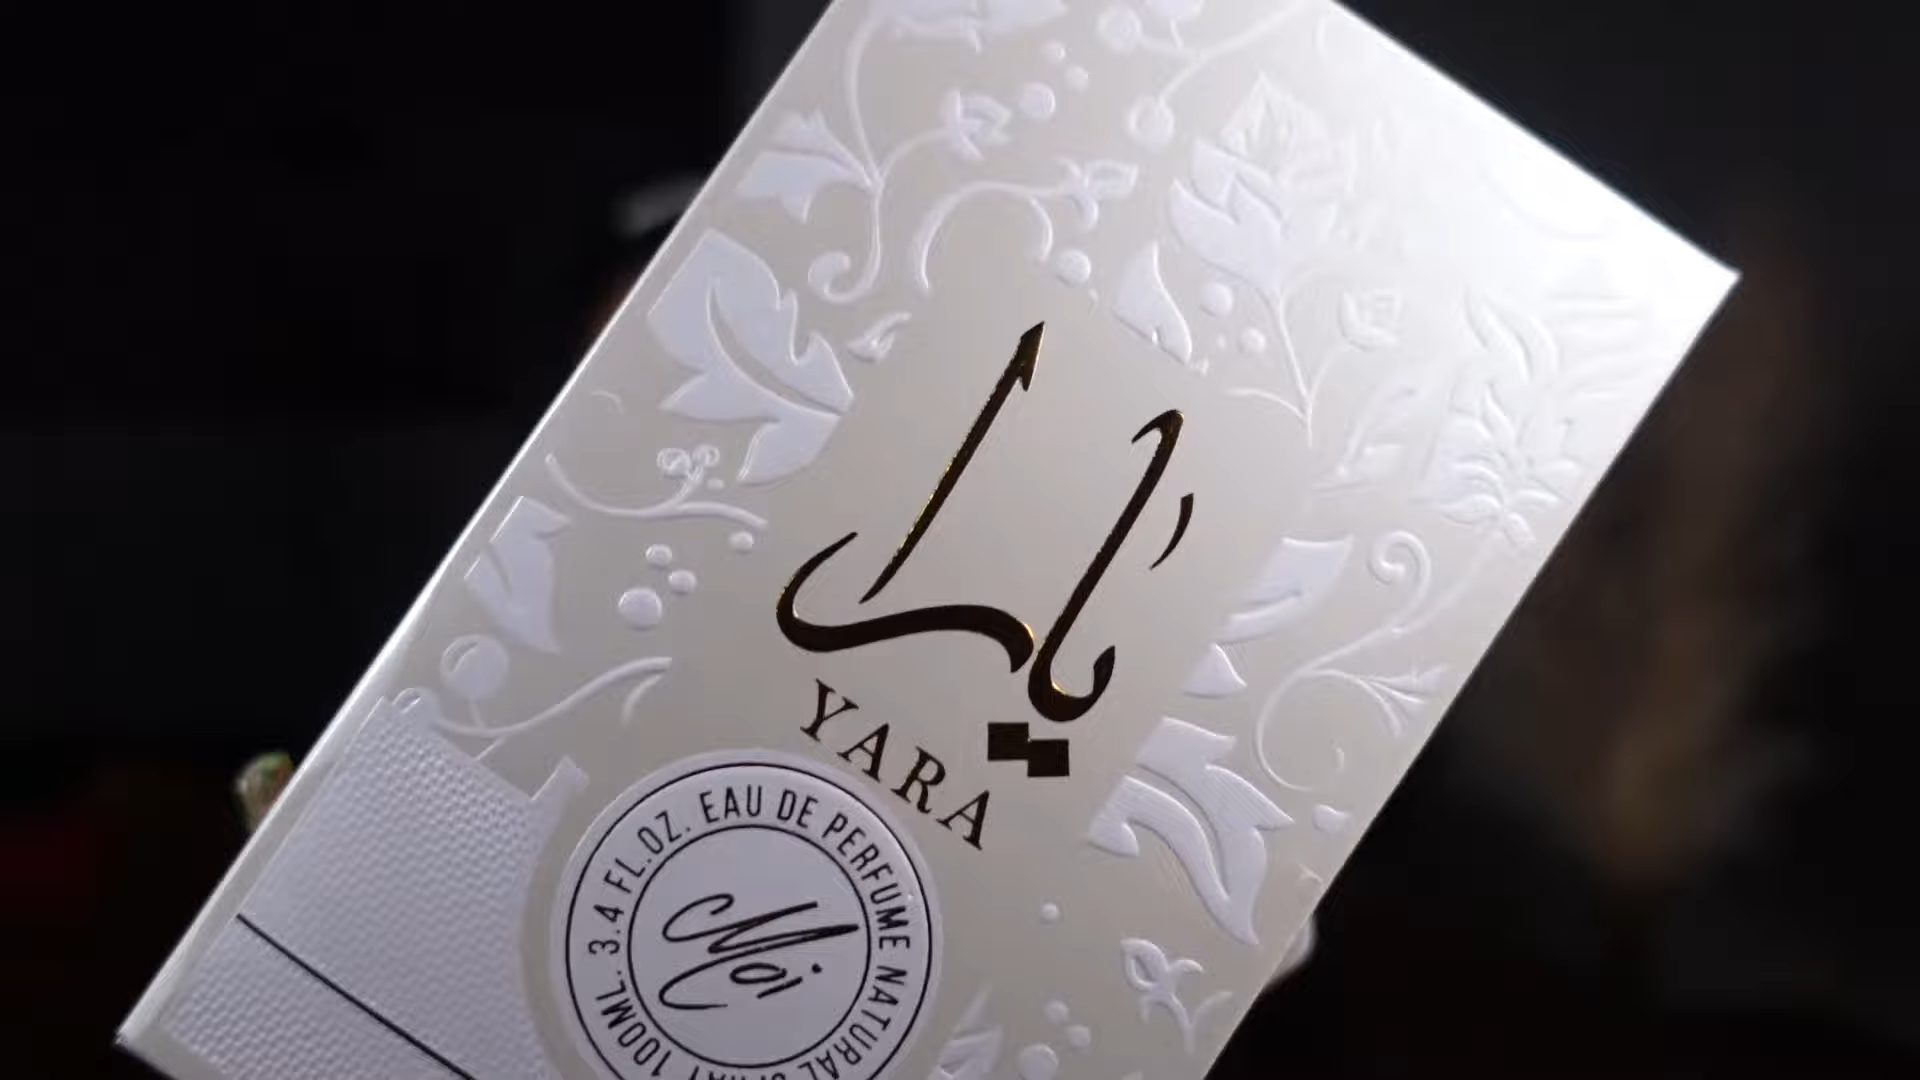 يارا
YARA
100ML. 3.4 FL.OZ. EAU DE PERFUME NATURAL SPRAY
Moi